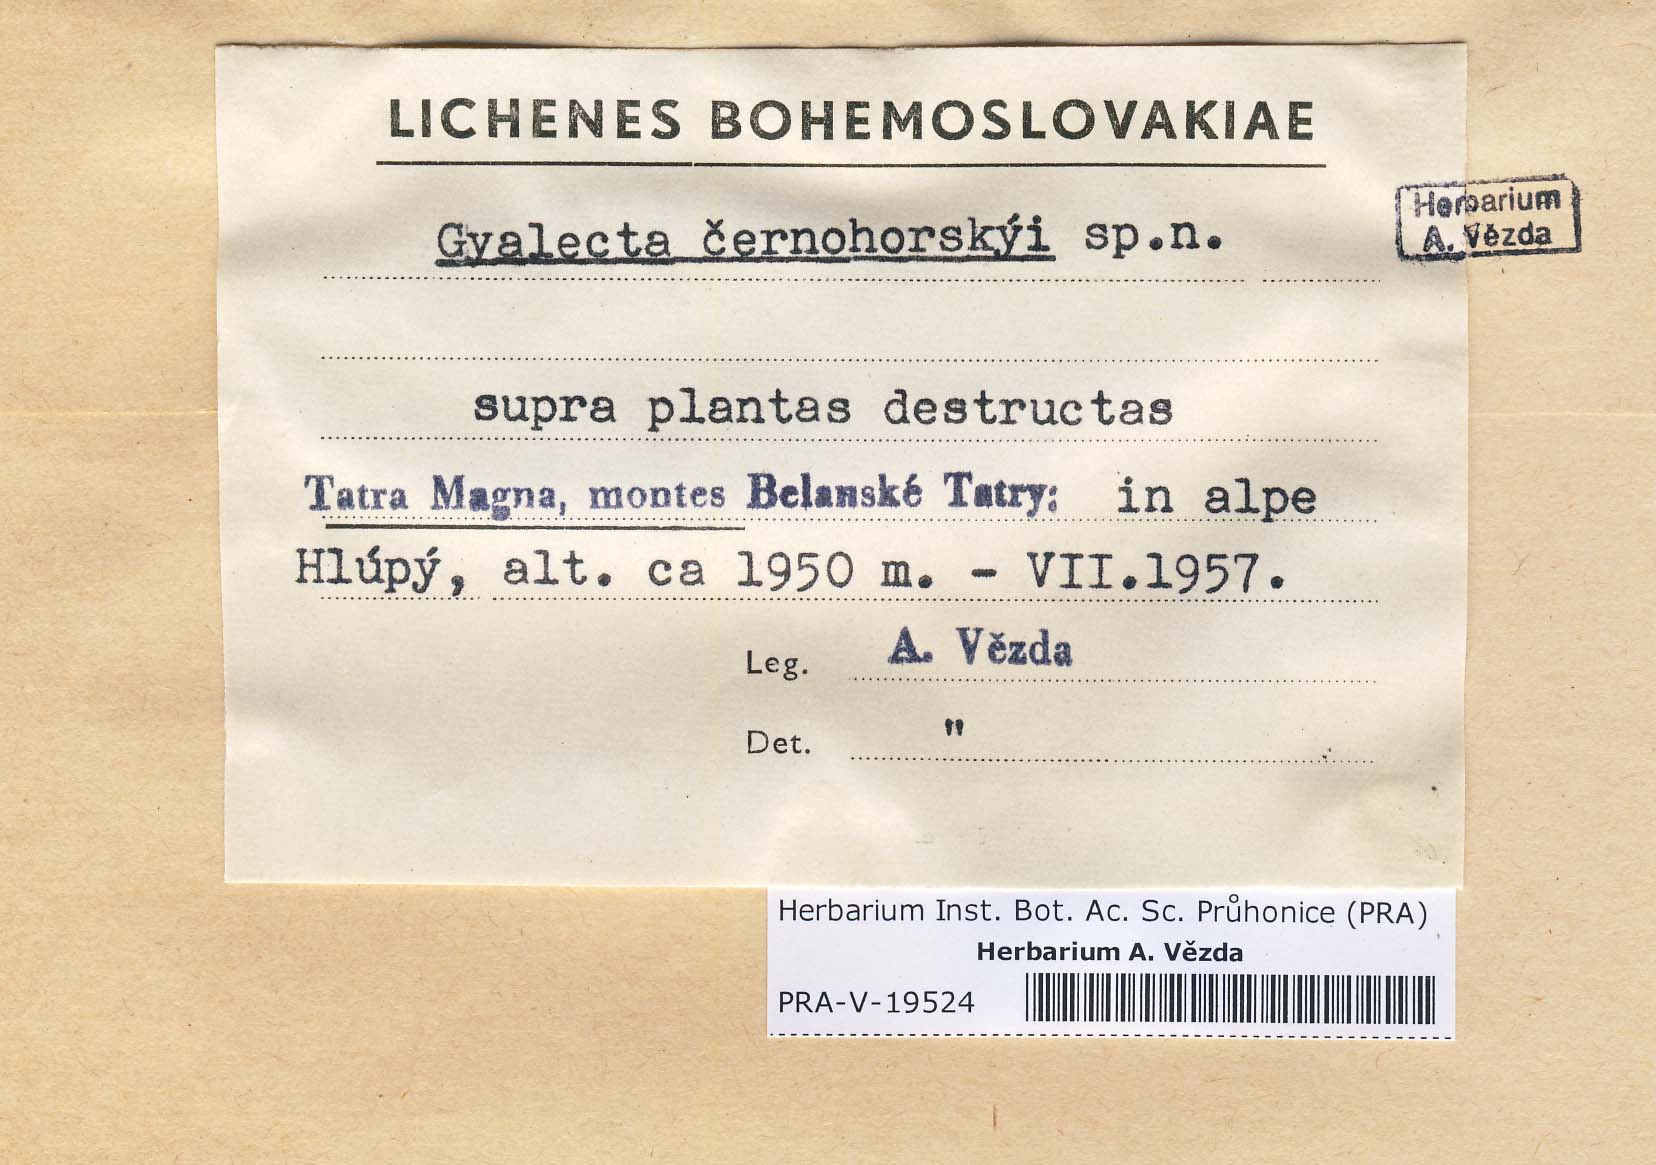 LICHENES BOHEMOSLOVAKIAE
Gyalecta černohorskýi sp.n.
Herbarium
A. Vězda
supra plantas destructas
Tatra Magna, montes Belanské Tatry: in alpe
Hlúpý, alt. ca 1950 m. - VII.1957.
Leg. A. Vězda
Det. "
Herbarium Inst. Bot. Ac. Sc. Průhonice (PRA)
Herbarium A. Vězda
PRA-V-19524